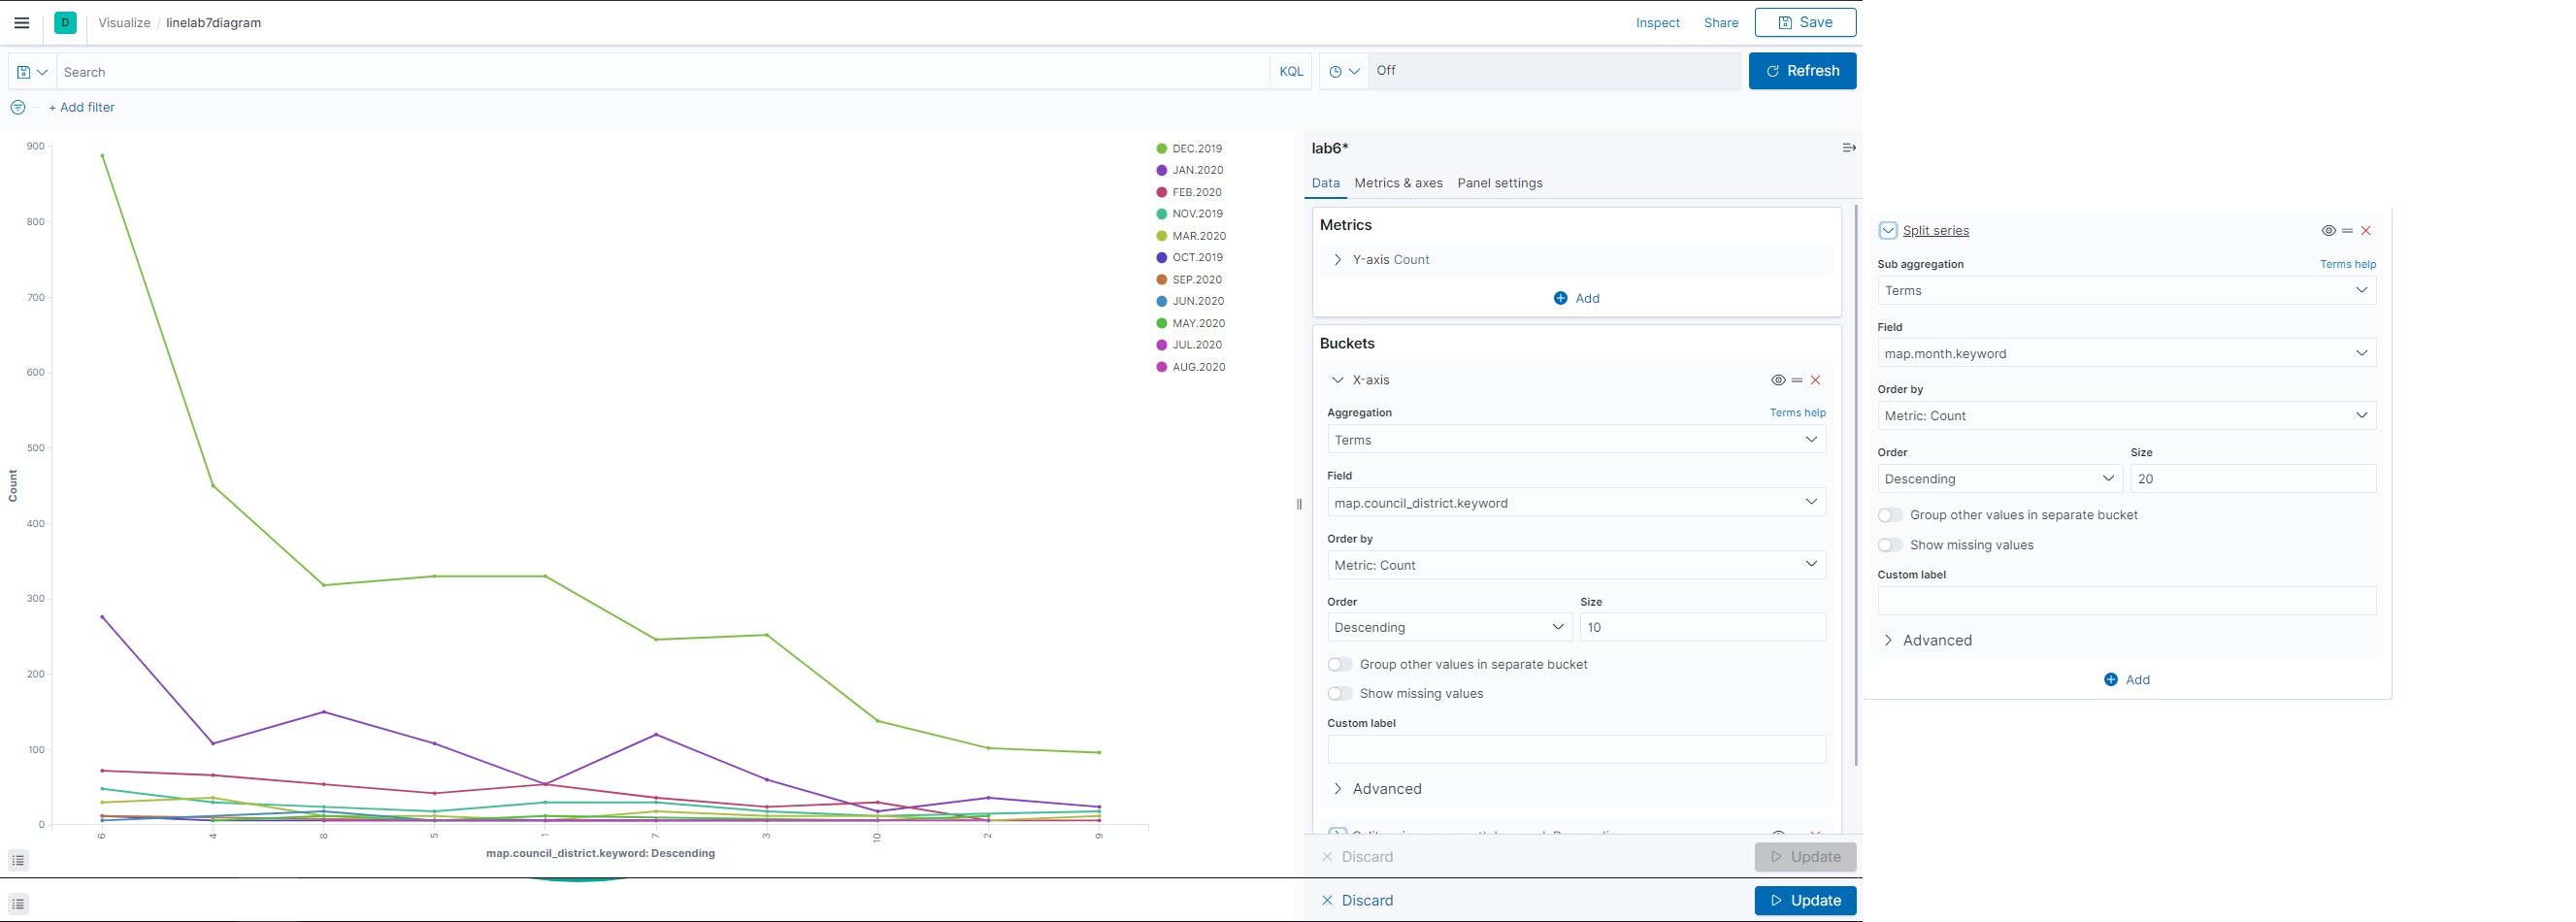 D Visualize / linelab7diagram Inspect Share Save
Search KQL Off Refresh
+ Add filter
900
800
700
600
500
400
300
200
100
0
Count
6 4 8 5 1 7 3 10 2 9
map.council_district.keyword: Descending
DEC.2019
JAN.2020
FEB.2020
NOV.2019
MAR.2020
OCT.2019
SEP.2020
JUN.2020
MAY.2020
JUL.2020
AUG.2020
lab6*
Data Metrics & axes Panel settings
Metrics
Y-axis Count
Add
Buckets
X-axis
Aggregation Terms help
Terms
Field
map.council_district.keyword
Order by
Metric: Count
Order Size
Descending 10
Group other values in separate bucket
Show missing values
Custom label
Advanced
Discard Update
Discard Update
Split series
Sub aggregation Terms help
Terms
Field
map.month.keyword
Order by
Metric: Count
Order Size
Descending 20
Group other values in separate bucket
Show missing values
Custom label
Advanced
Add